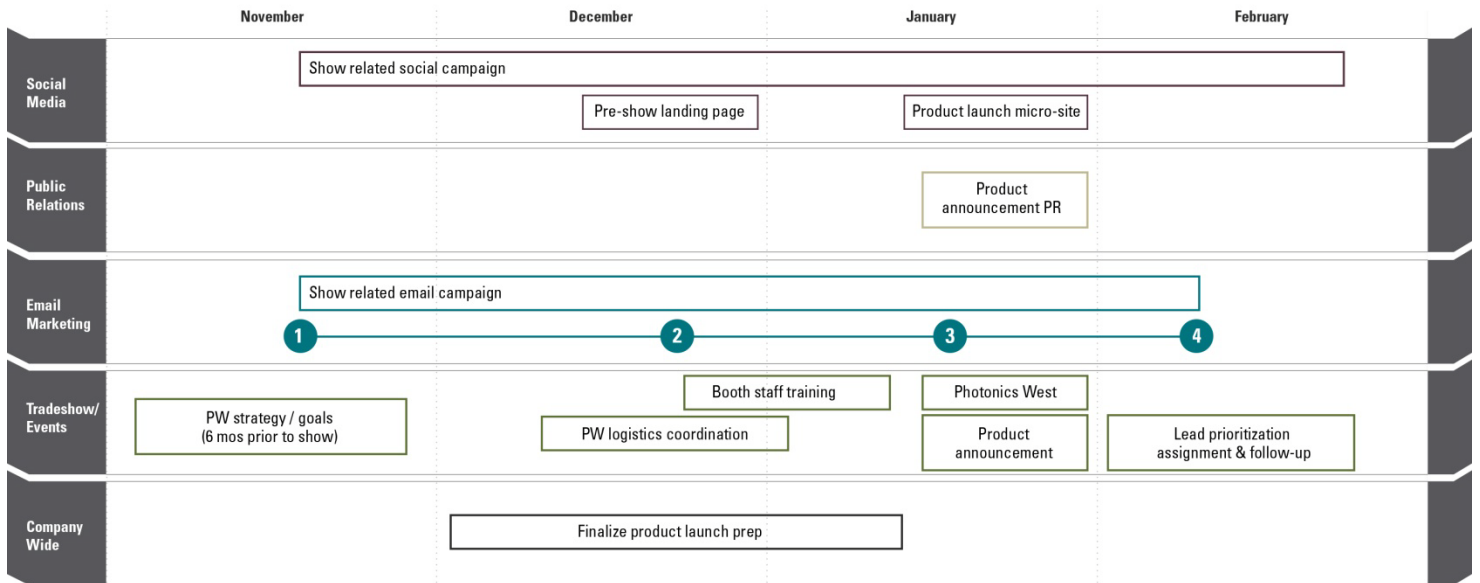 November
December
January
February
Social
Media
Show related social campaign
Pre-show landing page
Product launch micro-site
Public
Relations
Product
announcement PR
Email
Marketing
Show related email campaign
1
2
3
4
Tradeshow/
Events
PW strategy / goals
(6 mos prior to show)
Booth staff training
PW logistics coordination
Photonics West
Product
announcement
Lead prioritization
assignment & follow-up
Company
Wide
Finalize product launch prep